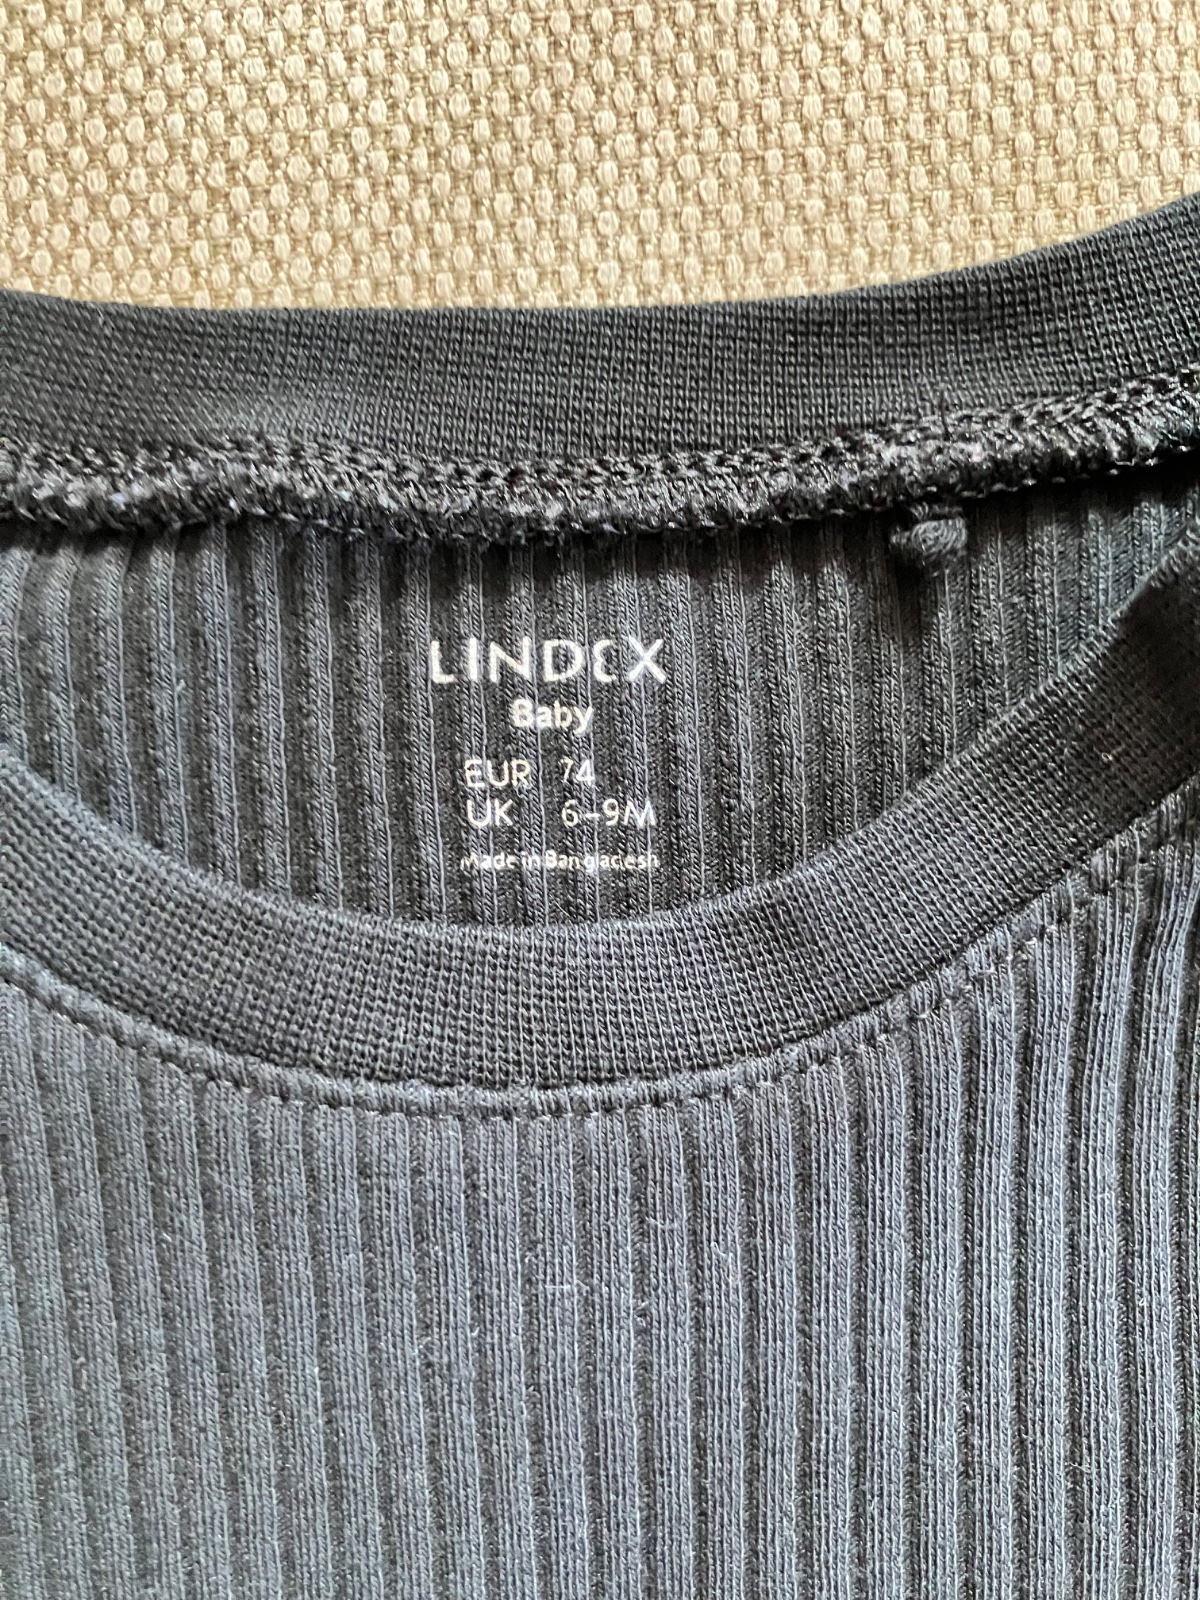 LINDEX
Baby
EUR 74
UK 6-9M
Made in Bangladesh